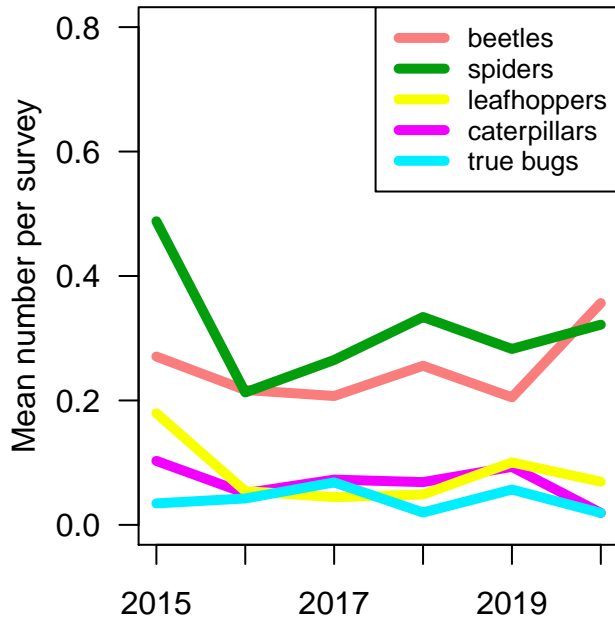 Mean number per survey
0.8
0.6
0.4
0.2
0.0
beetles
spiders
leafhoppers
caterpillars
true bugs
2015 2017 2019